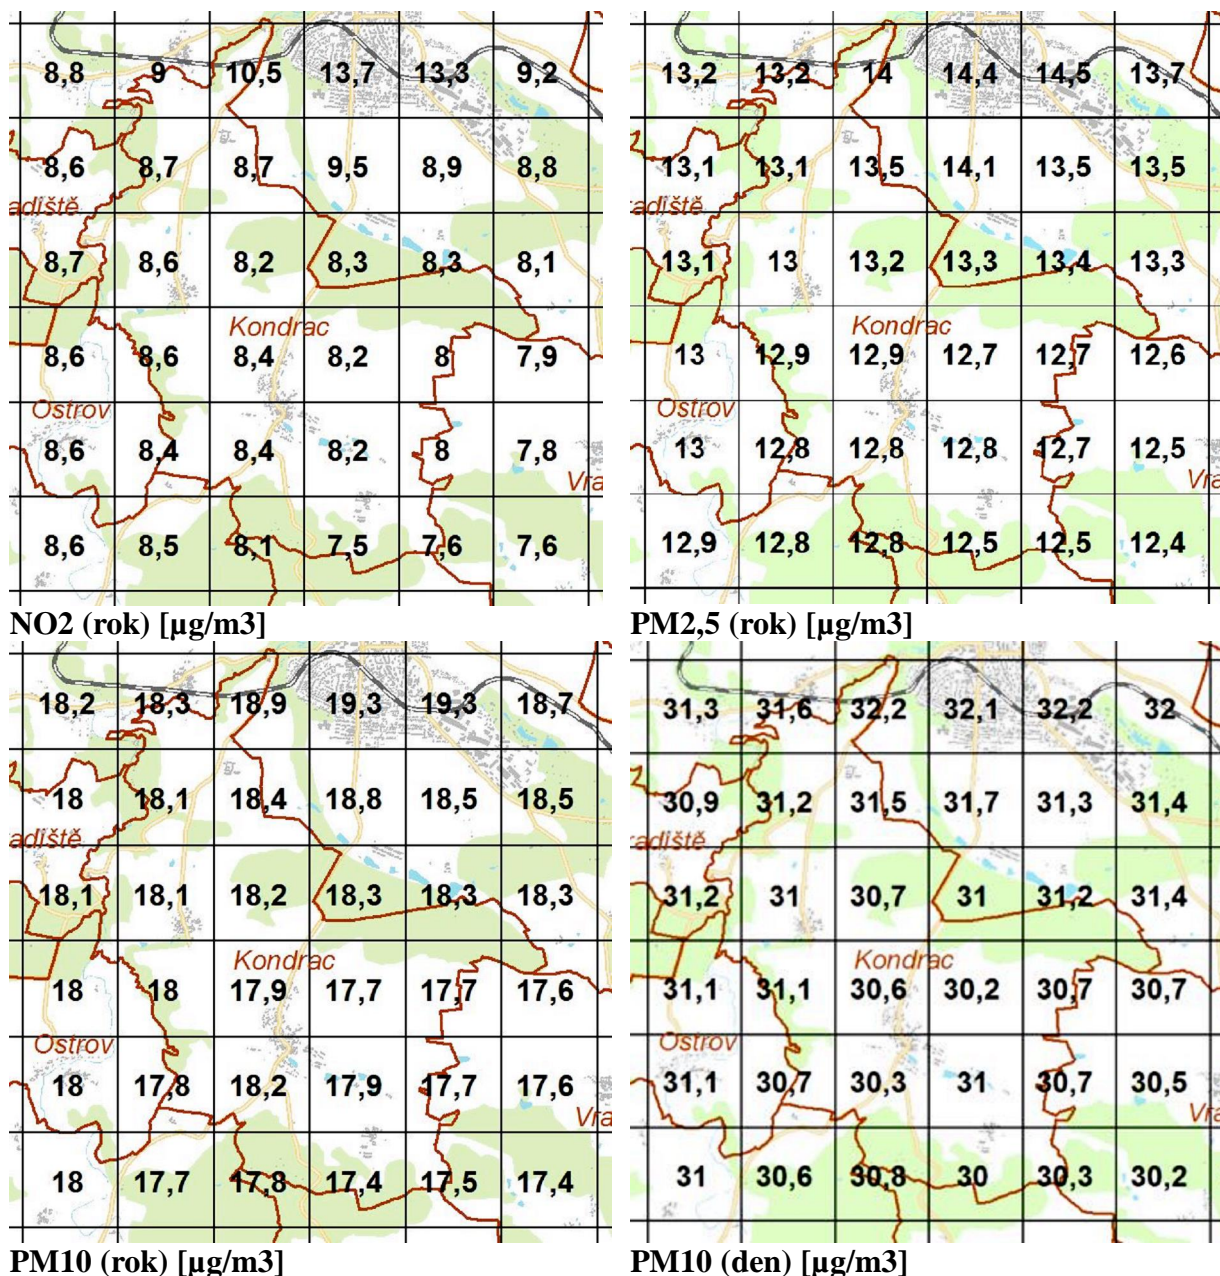 8,8 9 10,5 13,7 13,3 9,2
8,6 8,7 8,7 9,5 8,9 8,8
adiště
8,7 8,6 8,2 8,3 8,3 8,1
Kondrac
8,6 8,6 8,4 8,2 8 7,9
Ostrov
8,6 8,4 8,4 8,2 8 7,8
Vra
8,6 8,5 8,1 7,5 7,6 7,6
NO2 (rok) [µg/m3]
13,2 13,2 14 14,4 14,5 13,7
13,1 13,1 13,5 14,1 13,5 13,5
adiště
13,1 13 13,2 13,3 13,4 13,3
Kondrac
13 12,9 12,9 12,7 12,7 12,6
Ostrov
13 12,8 12,8 12,8 12,7 12,5
Vra
12,9 12,8 12,8 12,5 12,5 12,4
PM2,5 (rok) [µg/m3]
18,2 18,3 18,9 19,3 19,3 18,7
18 18,1 18,4 18,8 18,5 18,5
adiště
18,1 18,1 18,2 18,3 18,3 18,3
Kondrac
18 18 17,9 17,7 17,7 17,6
Ostrov
18 17,8 18,2 17,9 17,7 17,6
Vra
18 17,7 17,8 17,4 17,5 17,4
PM10 (rok) [µg/m3]
31,3 31,6 32,2 32,1 32,2 32
30,9 31,2 31,5 31,7 31,3 31,4
radiště
31,2 31 30,7 31 31,2 31,4
Kondrac
31,1 31,1 30,6 30,2 30,7 30,7
Ostrov
31,1 30,7 30,3 31 30,7 30,5
Vra
31 30,6 30,8 30 30,3 30,2
PM10 (den) [µg/m3]